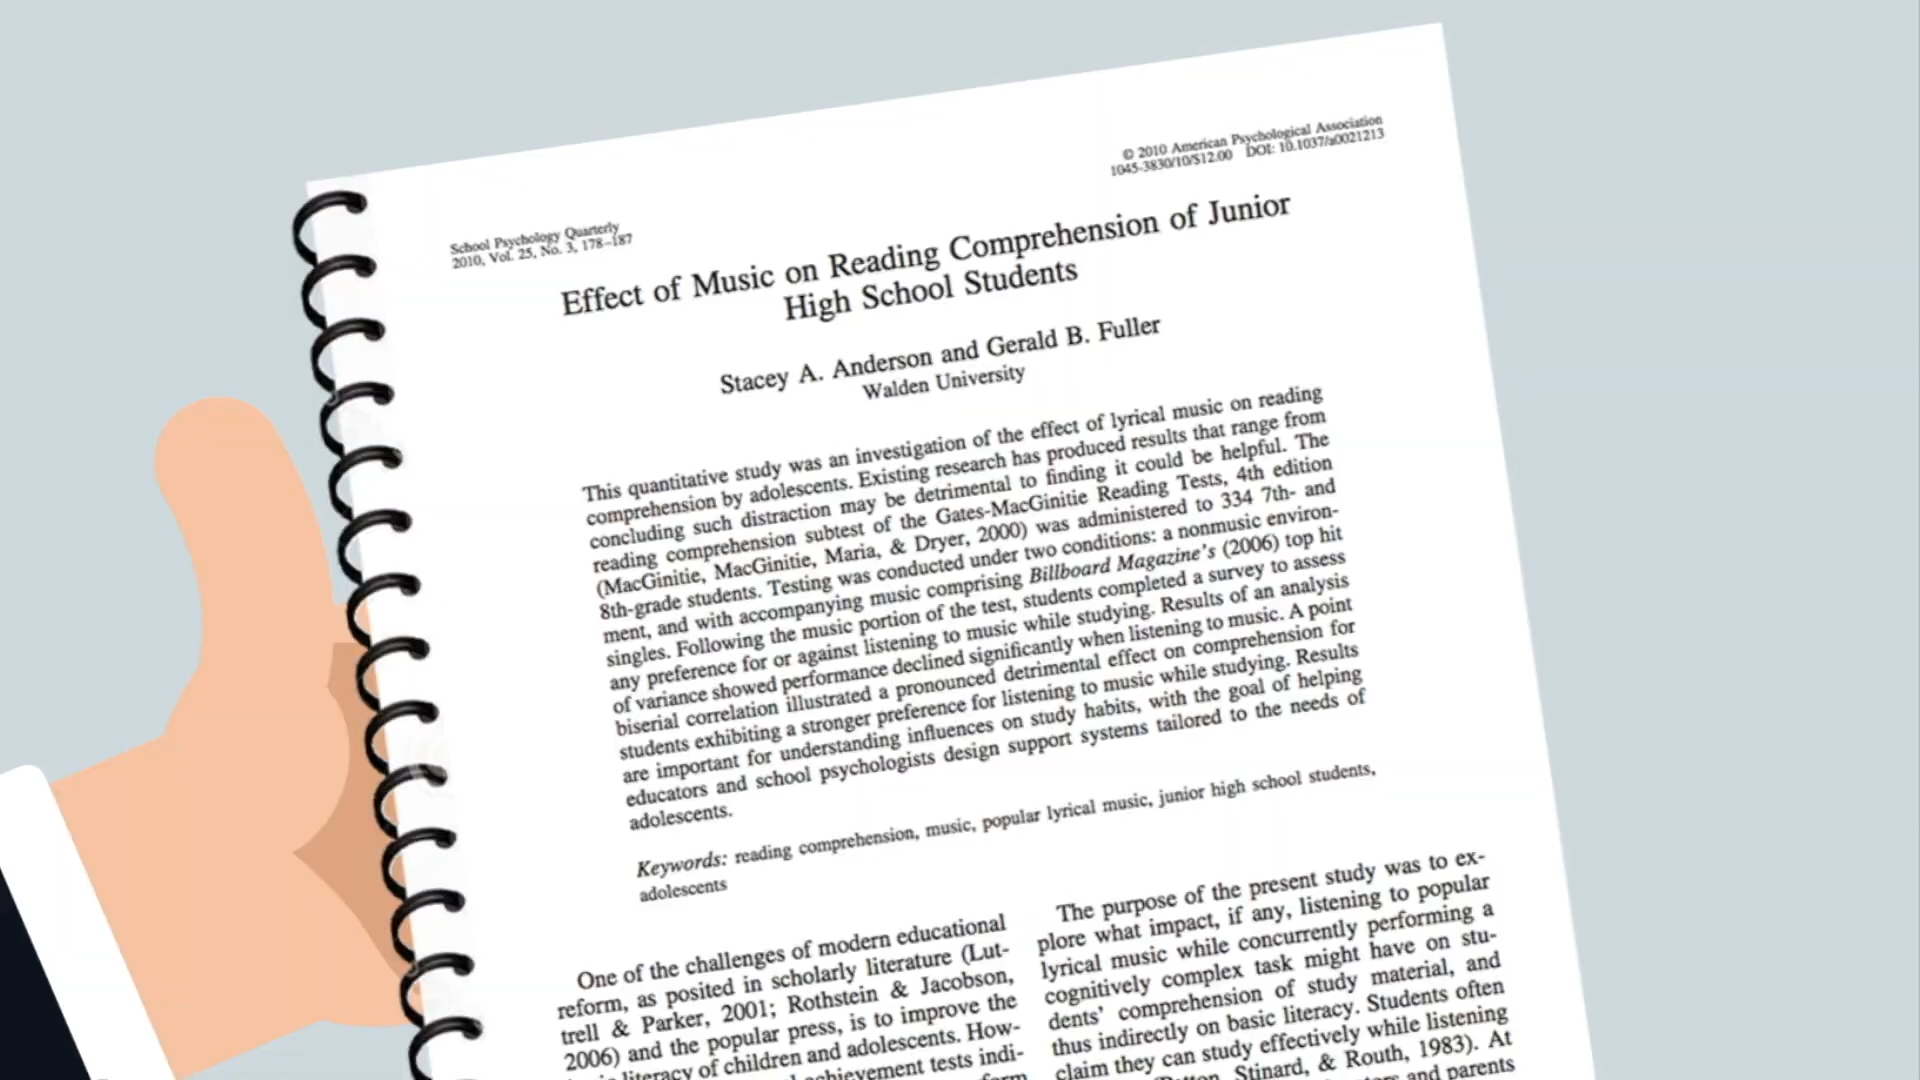 © 2010 American Psychological Association
1045-3830/10/$12.00 DOI: 10.1037/a0021213
School Psychology Quarterly
2010, Vol. 25, No. 3, 178–187
Effect of Music on Reading Comprehension of Junior
High School Students
Stacey A. Anderson and Gerald B. Fuller
Walden University
This quantitative study was an investigation of the effect of lyrical music on reading
comprehension by adolescents. Existing research has produced results that range from
concluding such distraction may be detrimental to finding it could be helpful. The
reading comprehension subtest of the Gates-MacGinitie Reading Tests, 4th edition
(MacGinitie, MacGinitie, Maria, & Dryer, 2000) was administered to 334 7th- and
8th-grade students. Testing was conducted under two conditions: a nonmusic environ-
ment, and with accompanying music comprising Billboard Magazine's (2006) top hit
singles. Following the music portion of the test, students completed a survey to assess
any preference for or against listening to music while studying. Results of an analysis
of variance showed performance declined significantly when listening to music. A point
biserial correlation illustrated a pronounced detrimental effect on comprehension for
students exhibiting a stronger preference for listening to music while studying. Results
are important for understanding influences on study habits, with the goal of helping
educators and school psychologists design support systems tailored to the needs of
adolescents.
Keywords: reading comprehension, music, popular lyrical music, junior high school students,
adolescents
One of the challenges of modern educational
reform, as posited in scholarly literature (Lut-
trell & Parker, 2001; Rothstein & Jacobson,
2006) and the popular press, is to improve the
literacy of children and adolescents. How-
achievement tests indi-
The purpose of the present study was to ex-
plore what impact, if any, listening to popular
lyrical music while concurrently performing a
cognitively complex task might have on stu-
dents' comprehension of study material, and
thus indirectly on basic literacy. Students often
claim they can study effectively while listening
Stinard, & Routh, 1983). At
and parents